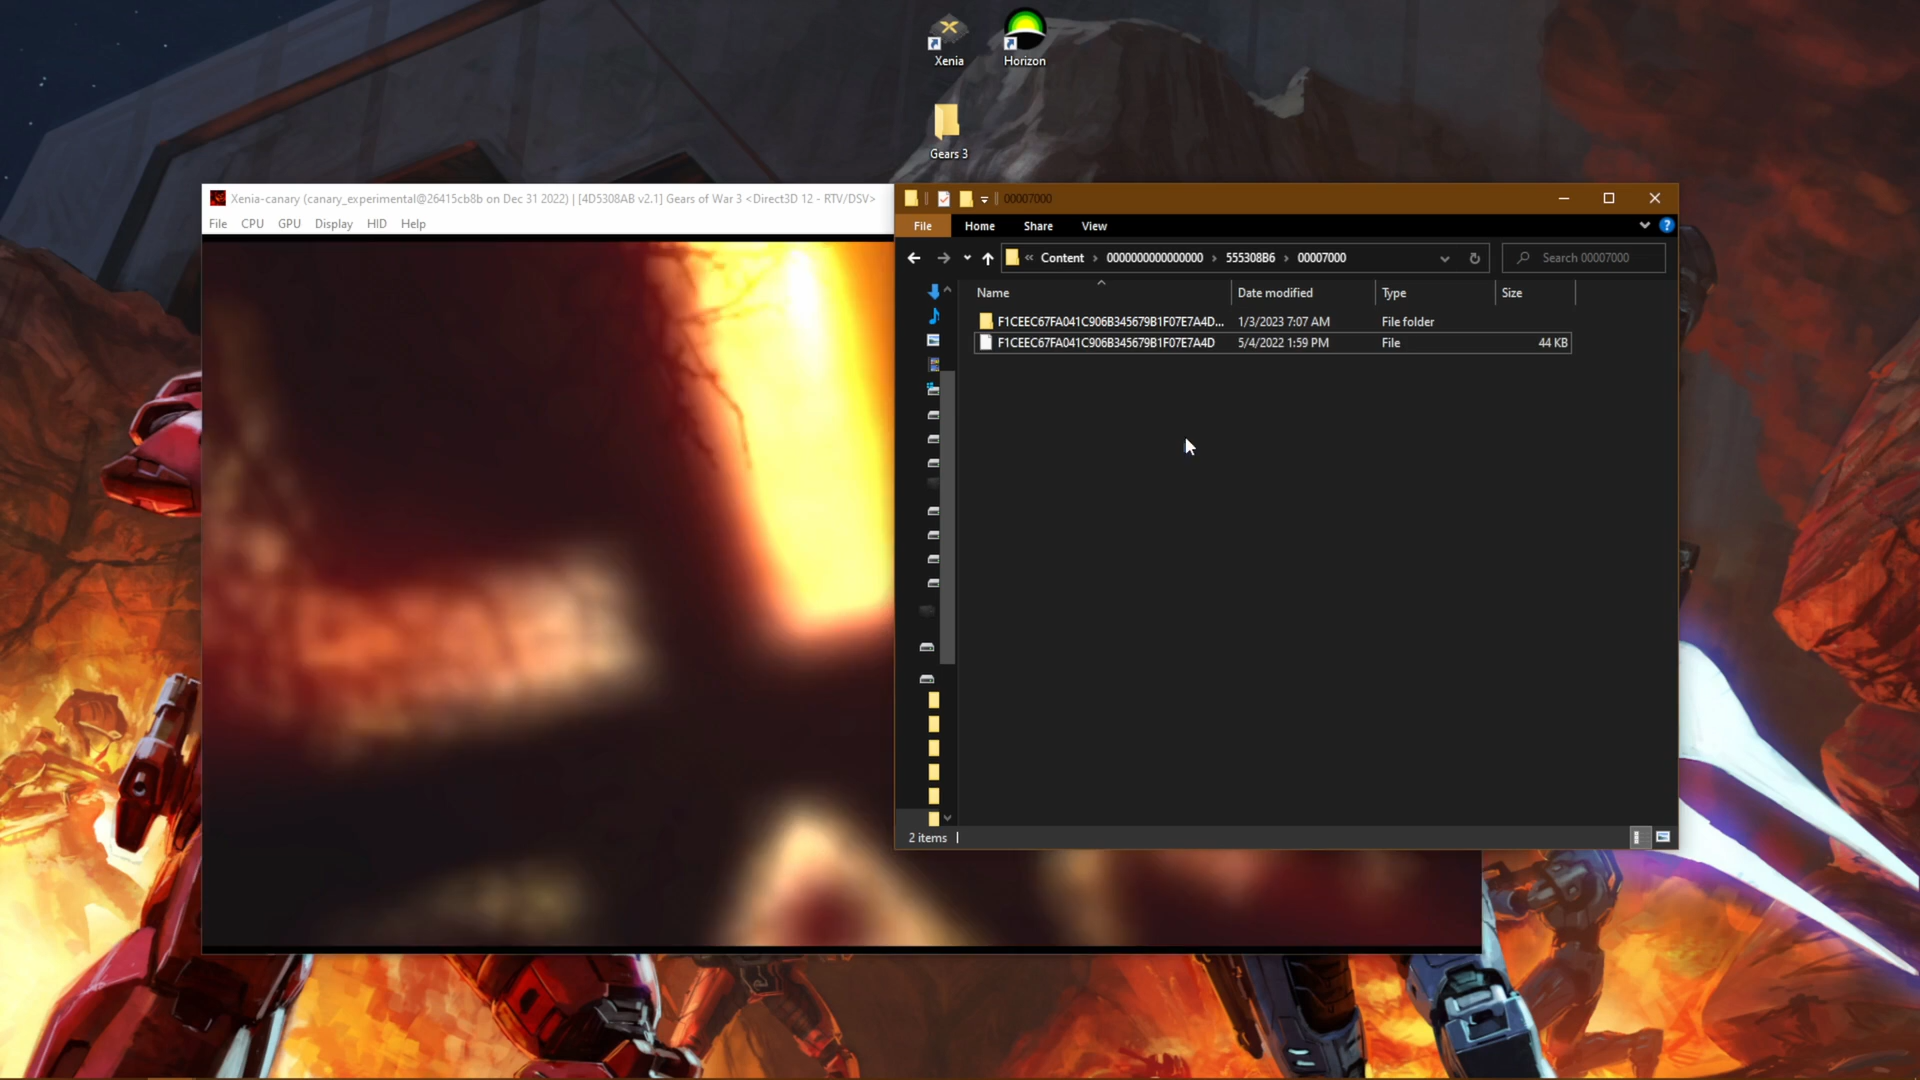 Xenia
Horizon
Gears 3
Xenia-canary (canary_experimental@26415cb8b on Dec 31 2022) | [4D5308AB v2.1] Gears of War 3 <Direct3D 12 - RTV/DSV>
File CPU GPU Display HID Help
00007000
File Home Share View
« Content › 0000000000000000 › 555308B6 › 00007000
Search 00007000
Name Date modified Type Size
F1CEEC67FA041C906B345679B1F07E7A4D... 1/3/2023 7:07 AM File folder
F1CEEC67FA041C906B345679B1F07E7A4D 5/4/2022 1:59 PM File 44 KB
2 items